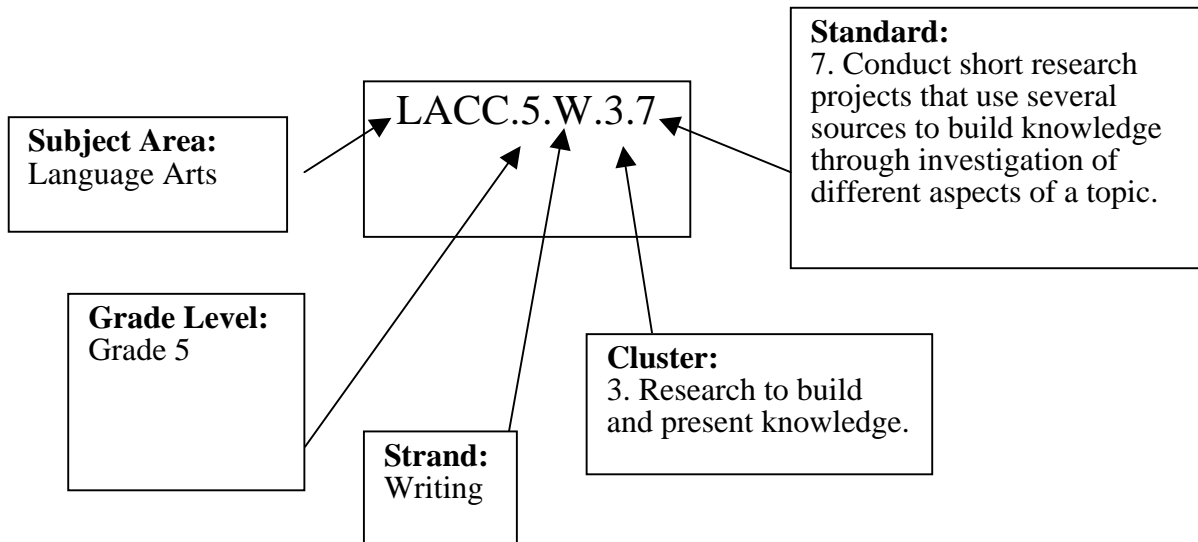 Standard:
7. Conduct short research
projects that use several
sources to build knowledge
through investigation of
different aspects of a topic.
LACC.5.W.3.7
Subject Area:
Language Arts
Grade Level:
Grade 5
Cluster:
3. Research to build
and present knowledge.
Strand:
Writing